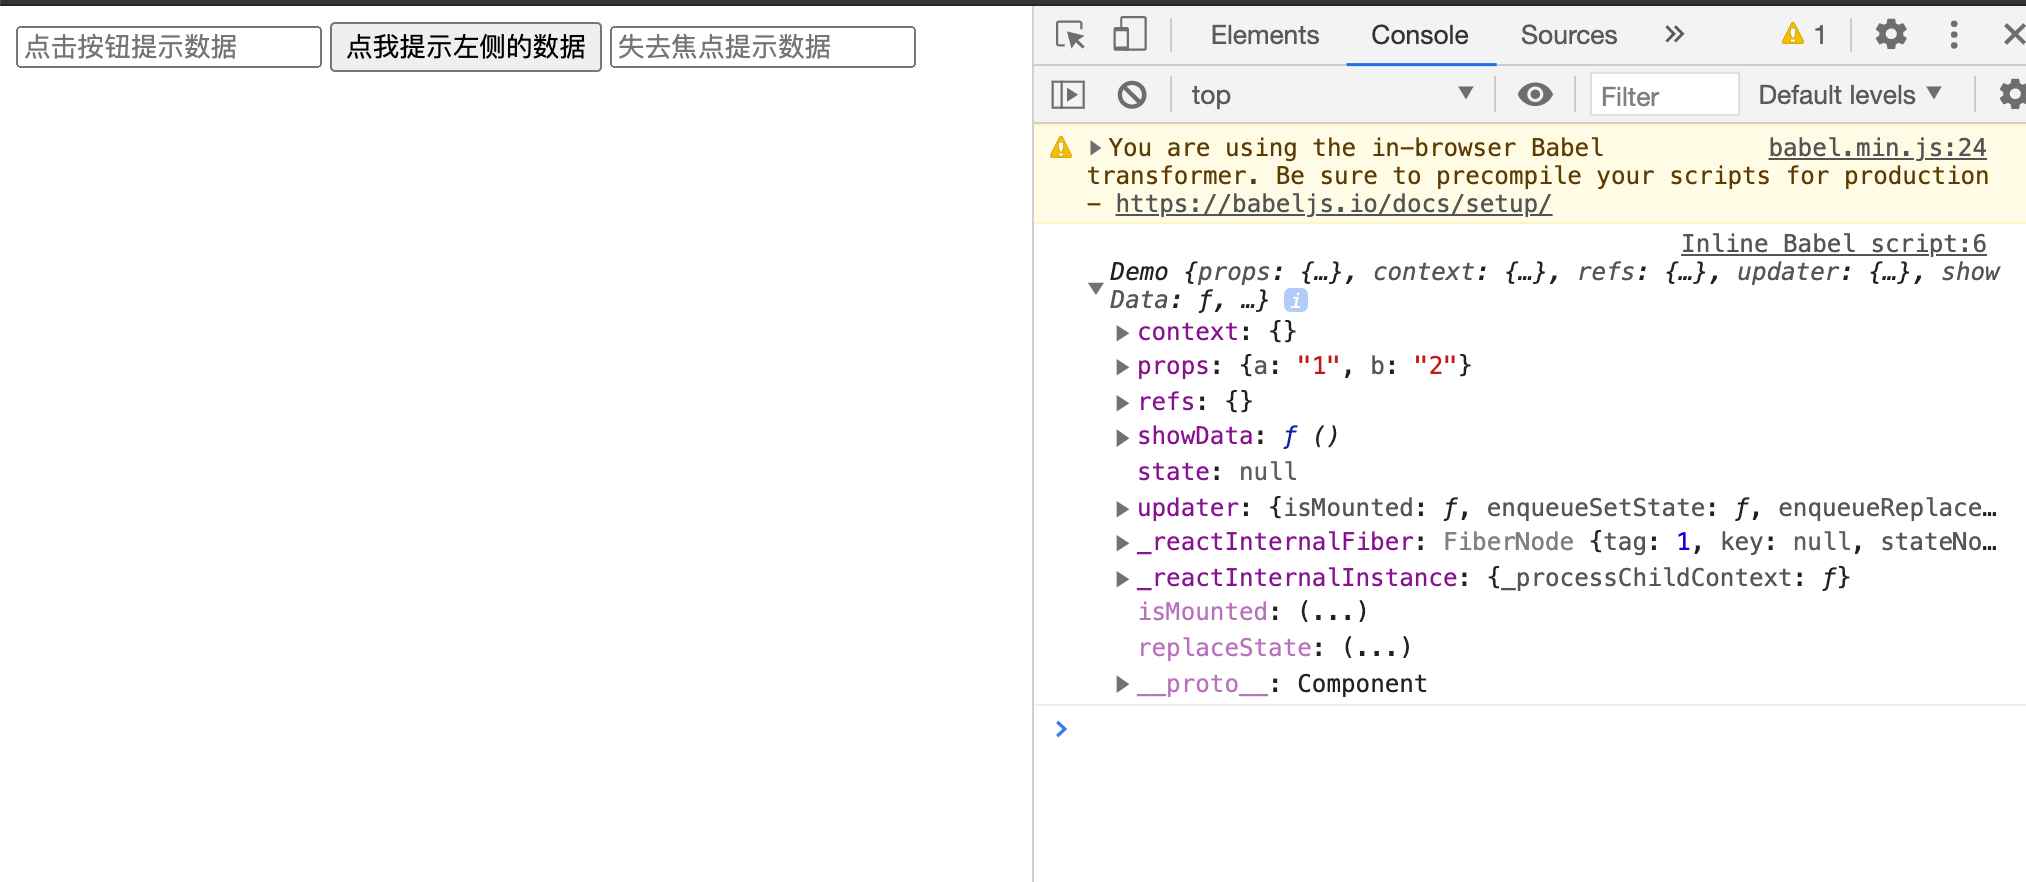 点击按钮提示数据 点我提示左侧的数据 失去焦点提示数据
Elements Console Sources » 1
top Filter Default levels
You are using the in-browser Babel babel.min.js:24
transformer. Be sure to precompile your scripts for production
– https://babeljs.io/docs/setup/
Inline Babel script:6
Demo {props: {…}, context: {…}, refs: {…}, updater: {…}, show
Data: ƒ, …} i
context: {}
props: {a: "1", b: "2"}
refs: {}
showData: ƒ ()
state: null
updater: {isMounted: ƒ, enqueueSetState: ƒ, enqueueReplace…
_reactInternalFiber: FiberNode {tag: 1, key: null, stateNo…
_reactInternalInstance: {_processChildContext: ƒ}
isMounted: (...)
replaceState: (...)
__proto__: Component